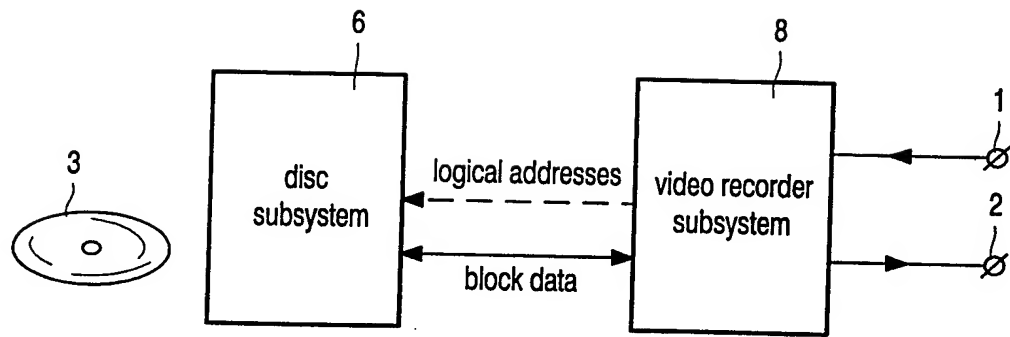 6
8
1
3
disc
subsystem
logical addresses
video recorder
subsystem
2
block data